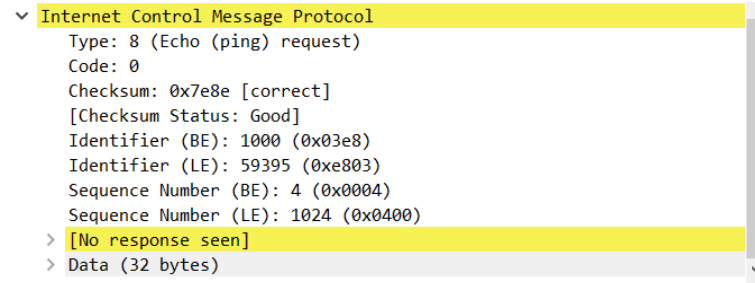 Internet Control Message Protocol
Type: 8 (Echo (ping) request)
Code: 0
Checksum: 0x7e8e [correct]
[Checksum Status: Good]
Identifier (BE): 1000 (0x03e8)
Identifier (LE): 59395 (0xe803)
Sequence Number (BE): 4 (0x0004)
Sequence Number (LE): 1024 (0x0400)
[No response seen]
Data (32 bytes)